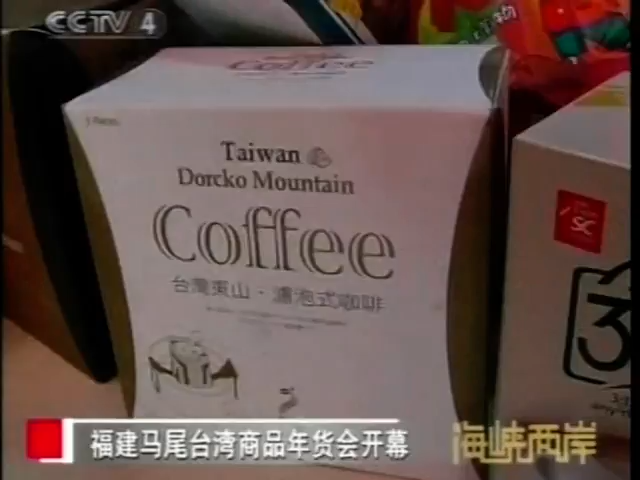 CCTV 4
Coffee
Taiwan
Dorcko Mountain
Coffee
台灣東山·濾泡式咖啡
SC
3
福建马尾台湾商品年货会开幕
海峡两岸